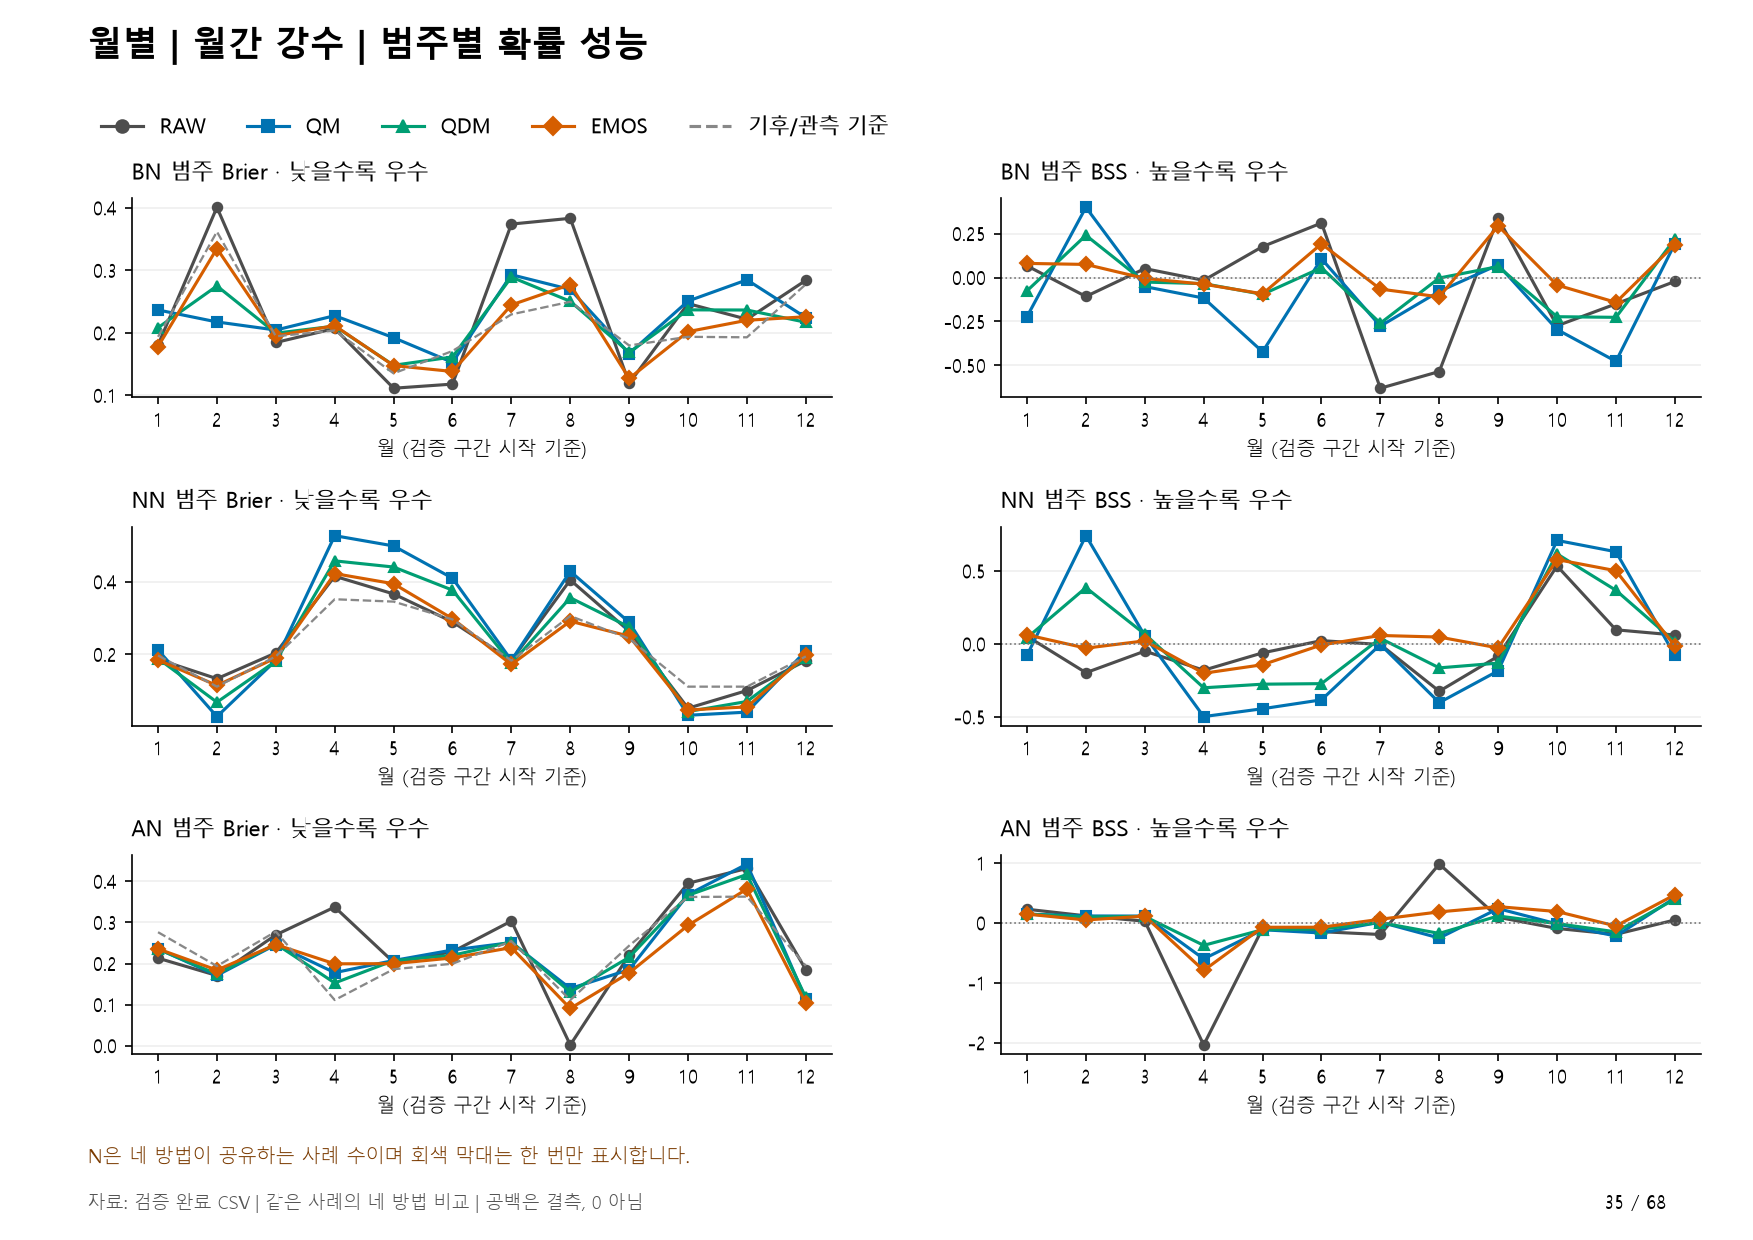 월별 | 월간 강수 | 범주별 확률 성능
RAW QM QDM EMOS 기후/관측 기준
BN 범주 Brier · 낮을수록 우수
0.4
0.3
0.2
0.1
1 2 3 4 5 6 7 8 9 10 11 12
월 (검증 구간 시작 기준)
BN 범주 BSS · 높을수록 우수
0.25
0.00
-0.25
-0.50
1 2 3 4 5 6 7 8 9 10 11 12
월 (검증 구간 시작 기준)
NN 범주 Brier · 낮을수록 우수
0.4
0.2
1 2 3 4 5 6 7 8 9 10 11 12
월 (검증 구간 시작 기준)
NN 범주 BSS · 높을수록 우수
0.5
0.0
-0.5
1 2 3 4 5 6 7 8 9 10 11 12
월 (검증 구간 시작 기준)
AN 범주 Brier · 낮을수록 우수
0.4
0.3
0.2
0.1
0.0
1 2 3 4 5 6 7 8 9 10 11 12
월 (검증 구간 시작 기준)
AN 범주 BSS · 높을수록 우수
1
0
-1
-2
1 2 3 4 5 6 7 8 9 10 11 12
월 (검증 구간 시작 기준)
N은 네 방법이 공유하는 사례 수이며 회색 막대는 한 번만 표시합니다.
자료: 검증 완료 CSV | 같은 사례의 네 방법 비교 | 공백은 결측, 0 아님
35 / 68